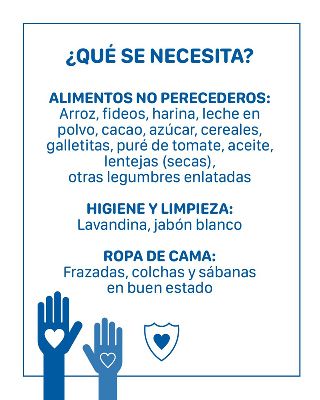 ¿QUÉ SE NECESITA?
ALIMENTOS NO PERECEDEROS:
Arroz, fideos, harina, leche en
polvo, cacao, azúcar, cereales,
galletitas, puré de tomate, aceite,
lentejas (secas),
otras legumbres enlatadas
HIGIENE Y LIMPIEZA:
Lavandina, jabón blanco
ROPA DE CAMA:
Frazadas, colchas y sábanas
en buen estado